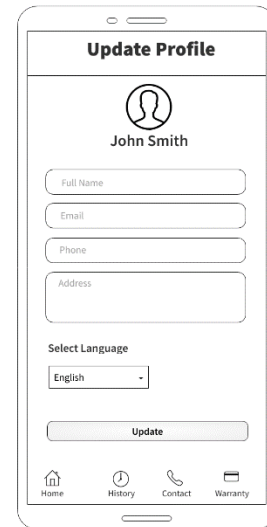 Update Profile
John Smith
Full Name
Email
Phone
Address
Select Language
English
Update
Home History Contact Warranty